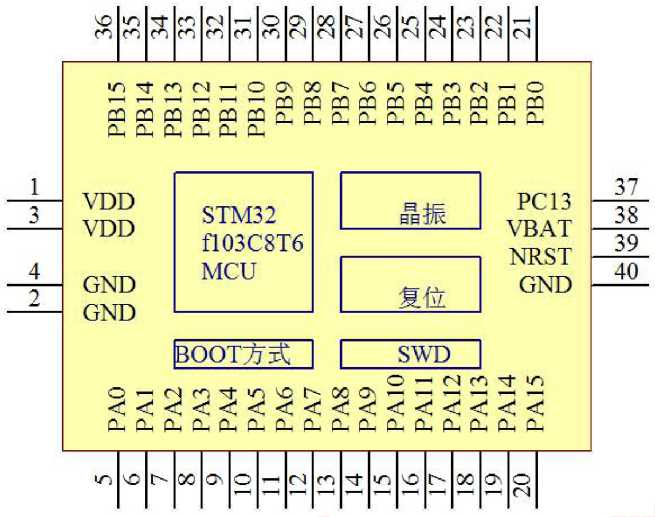 36 35 34 33 32 31 30 29 28 27 26 25 24 23 22 21
PB15 PB14 PB13 PB12 PB11 PB10 PB9 PB8 PB7 PB6 PB5 PB4 PB3 PB2 PB1 PB0
1 VDD
3 VDD
4 GND
2 GND
STM32
f103C8T6
MCU
晶振
复位
BOOT方式
SWD
PC13 37
VBAT 38
NRST 39
GND 40
PA0 PA1 PA2 PA3 PA4 PA5 PA6 PA7 PA8 PA9 PA10 PA11 PA12 PA13 PA14 PA15
5 6 7 8 9 10 11 12 13 14 15 16 17 18 19 20